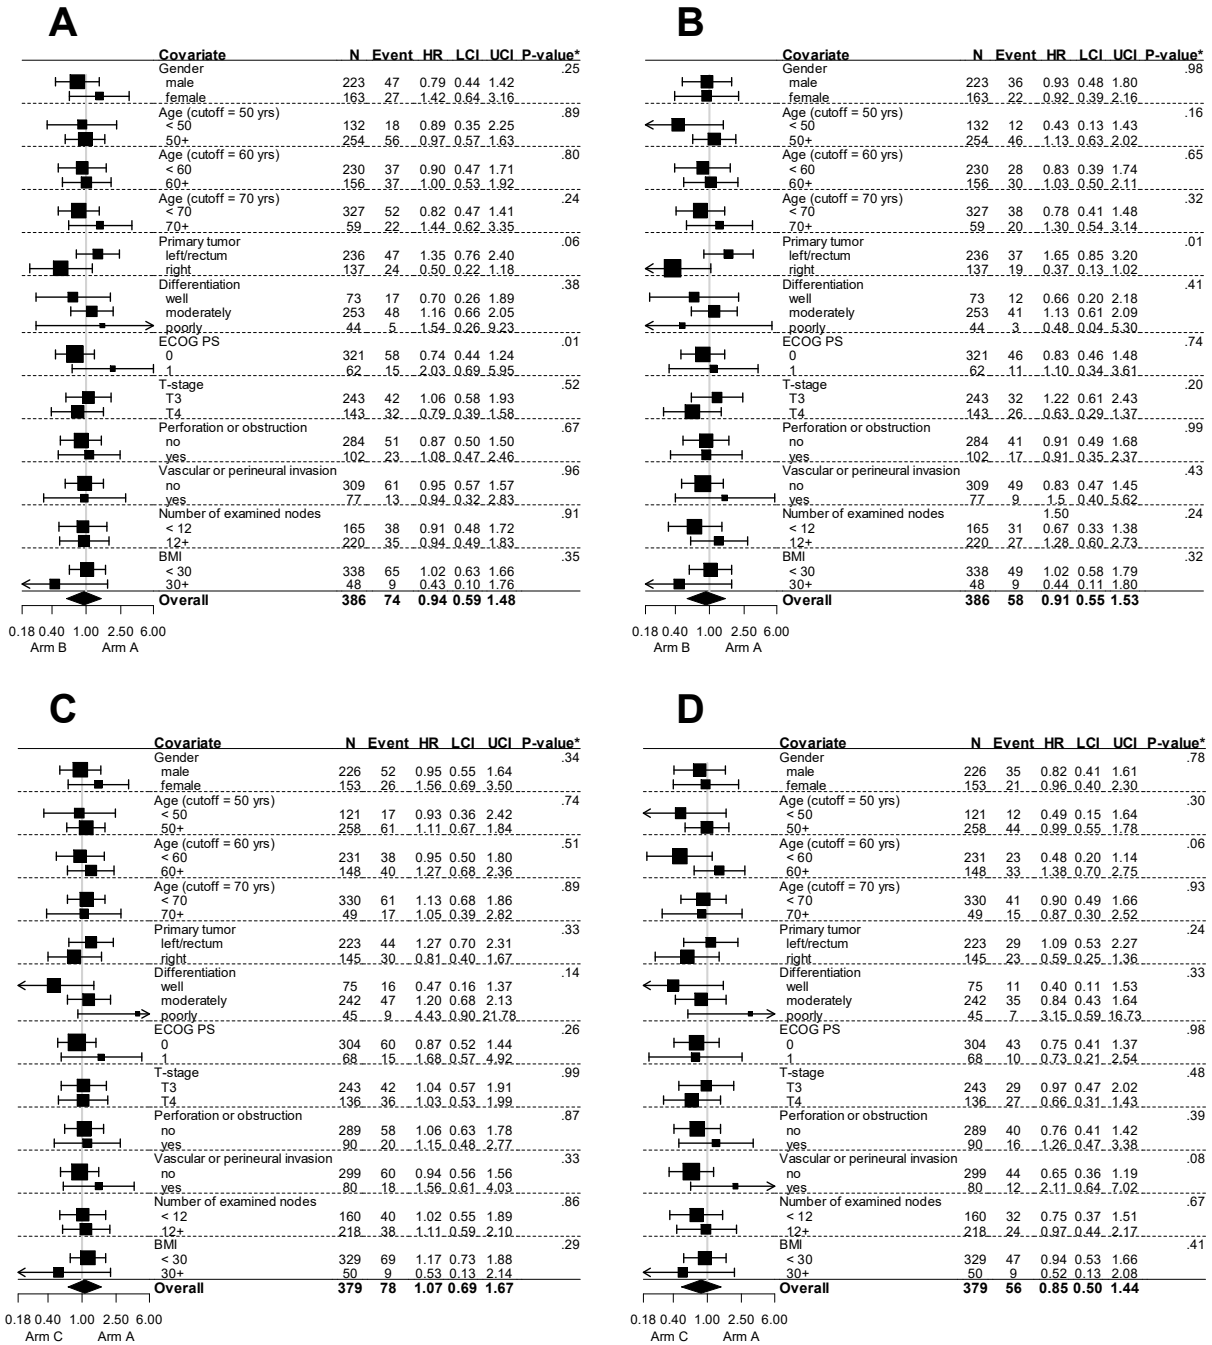 A
Covariate N Event HR LCI UCI P-value*
Gender .25
male 223 47 0.79 0.44 1.42
female 163 27 1.42 0.64 3.16
Age (cutoff = 50 yrs) .89
< 50 132 18 0.89 0.35 2.25
50+ 254 56 0.97 0.57 1.63
Age (cutoff = 60 yrs) .80
< 60 230 37 0.90 0.47 1.71
60+ 156 37 1.00 0.53 1.92
Age (cutoff = 70 yrs) .24
< 70 327 52 0.82 0.47 1.41
70+ 59 22 1.44 0.62 3.35
Primary tumor .06
left/rectum 236 47 1.35 0.76 2.40
right 137 24 0.50 0.22 1.18
Differentiation .38
well 73 17 0.70 0.26 1.89
moderately 253 48 1.16 0.66 2.05
poorly 44 5 1.54 0.26 9.23
ECOG PS .01
0 321 58 0.74 0.44 1.24
1 62 15 2.03 0.69 5.95
T-stage .52
T3 243 42 1.06 0.58 1.93
T4 143 32 0.79 0.39 1.58
Perforation or obstruction .67
no 284 51 0.87 0.50 1.50
yes 102 23 1.08 0.47 2.46
Vascular or perineural invasion .96
no 309 61 0.95 0.57 1.57
yes 77 13 0.94 0.32 2.83
Number of examined nodes .91
< 12 165 38 0.91 0.48 1.72
12+ 220 35 0.94 0.49 1.83
BMI .35
< 30 338 65 1.02 0.63 1.66
30+ 48 9 0.43 0.10 1.76
Overall 386 74 0.94 0.59 1.48
0.18 0.40 1.00 2.50 6.00
Arm B Arm A
B
Covariate N Event HR LCI UCI P-value*
Gender .98
male 223 36 0.93 0.48 1.80
female 163 22 0.92 0.39 2.16
Age (cutoff = 50 yrs) .16
< 50 132 12 0.43 0.13 1.43
50+ 254 46 1.13 0.63 2.02
Age (cutoff = 60 yrs) .65
< 60 230 28 0.83 0.39 1.74
60+ 156 30 1.03 0.50 2.11
Age (cutoff = 70 yrs) .32
< 70 327 38 0.78 0.41 1.48
70+ 59 20 1.30 0.54 3.14
Primary tumor .01
left/rectum 236 37 1.65 0.85 3.20
right 137 19 0.37 0.13 1.02
Differentiation .41
well 73 12 0.66 0.20 2.18
moderately 253 41 1.13 0.61 2.09
poorly 44 3 0.48 0.04 5.30
ECOG PS .74
0 321 46 0.83 0.46 1.48
1 62 11 1.10 0.34 3.61
T-stage .20
T3 243 32 1.22 0.61 2.43
T4 143 26 0.63 0.29 1.37
Perforation or obstruction .99
no 284 41 0.91 0.49 1.68
yes 102 17 0.91 0.35 2.37
Vascular or perineural invasion .43
no 309 49 0.83 0.47 1.45
yes 77 9 1.5 0.40 5.62
Number of examined nodes 1.50 .24
< 12 165 31 0.67 0.33 1.38
12+ 220 27 1.28 0.60 2.73
BMI .32
< 30 338 49 1.02 0.58 1.79
30+ 48 9 0.44 0.11 1.80
Overall 386 58 0.91 0.55 1.53
0.18 0.40 1.00 2.50 6.00
Arm B Arm A
C
Covariate N Event HR LCI UCI P-value*
Gender .34
male 226 52 0.95 0.55 1.64
female 153 26 1.56 0.69 3.50
Age (cutoff = 50 yrs) .74
< 50 121 17 0.93 0.36 2.42
50+ 258 61 1.11 0.67 1.84
Age (cutoff = 60 yrs) .51
< 60 231 38 0.95 0.50 1.80
60+ 148 40 1.27 0.68 2.36
Age (cutoff = 70 yrs) .89
< 70 330 61 1.13 0.68 1.86
70+ 49 17 1.05 0.39 2.82
Primary tumor .33
left/rectum 223 44 1.27 0.70 2.31
right 145 30 0.81 0.40 1.67
Differentiation .14
well 75 16 0.47 0.16 1.37
moderately 242 47 1.20 0.68 2.13
poorly 45 9 4.43 0.90 21.78
ECOG PS .26
0 304 60 0.87 0.52 1.44
1 68 15 1.68 0.57 4.92
T-stage .99
T3 243 42 1.04 0.57 1.91
T4 136 36 1.03 0.53 1.99
Perforation or obstruction .87
no 289 58 1.06 0.63 1.78
yes 90 20 1.15 0.48 2.77
Vascular or perineural invasion .33
no 299 60 0.94 0.56 1.56
yes 80 18 1.56 0.61 4.03
Number of examined nodes .86
< 12 160 40 1.02 0.55 1.89
12+ 218 38 1.11 0.59 2.10
BMI .29
< 30 329 69 1.17 0.73 1.88
30+ 50 9 0.53 0.13 2.14
Overall 379 78 1.07 0.69 1.67
0.18 0.40 1.00 2.50 6.00
Arm C Arm A
D
Covariate N Event HR LCI UCI P-value*
Gender .78
male 226 35 0.82 0.41 1.61
female 153 21 0.96 0.40 2.30
Age (cutoff = 50 yrs) .30
< 50 121 12 0.49 0.15 1.64
50+ 258 44 0.99 0.55 1.78
Age (cutoff = 60 yrs) .06
< 60 231 23 0.48 0.20 1.14
60+ 148 33 1.38 0.70 2.75
Age (cutoff = 70 yrs) .93
< 70 330 41 0.90 0.49 1.66
70+ 49 15 0.87 0.30 2.52
Primary tumor .24
left/rectum 223 29 1.09 0.53 2.27
right 145 23 0.59 0.25 1.36
Differentiation .33
well 75 11 0.40 0.11 1.53
moderately 242 35 0.84 0.43 1.64
poorly 45 7 3.15 0.59 16.73
ECOG PS .98
0 304 43 0.75 0.41 1.37
1 68 10 0.73 0.21 2.54
T-stage .48
T3 243 29 0.97 0.47 2.02
T4 136 27 0.66 0.31 1.43
Perforation or obstruction .39
no 289 40 0.76 0.41 1.42
yes 90 16 1.26 0.47 3.38
Vascular or perineural invasion .08
no 299 44 0.65 0.36 1.19
yes 80 12 2.11 0.64 7.02
Number of examined nodes .67
< 12 160 32 0.75 0.37 1.51
12+ 218 24 0.97 0.44 2.17
BMI .41
< 30 329 47 0.94 0.53 1.66
30+ 50 9 0.52 0.13 2.08
Overall 379 56 0.85 0.50 1.44
0.18 0.40 1.00 2.50 6.00
Arm C Arm A